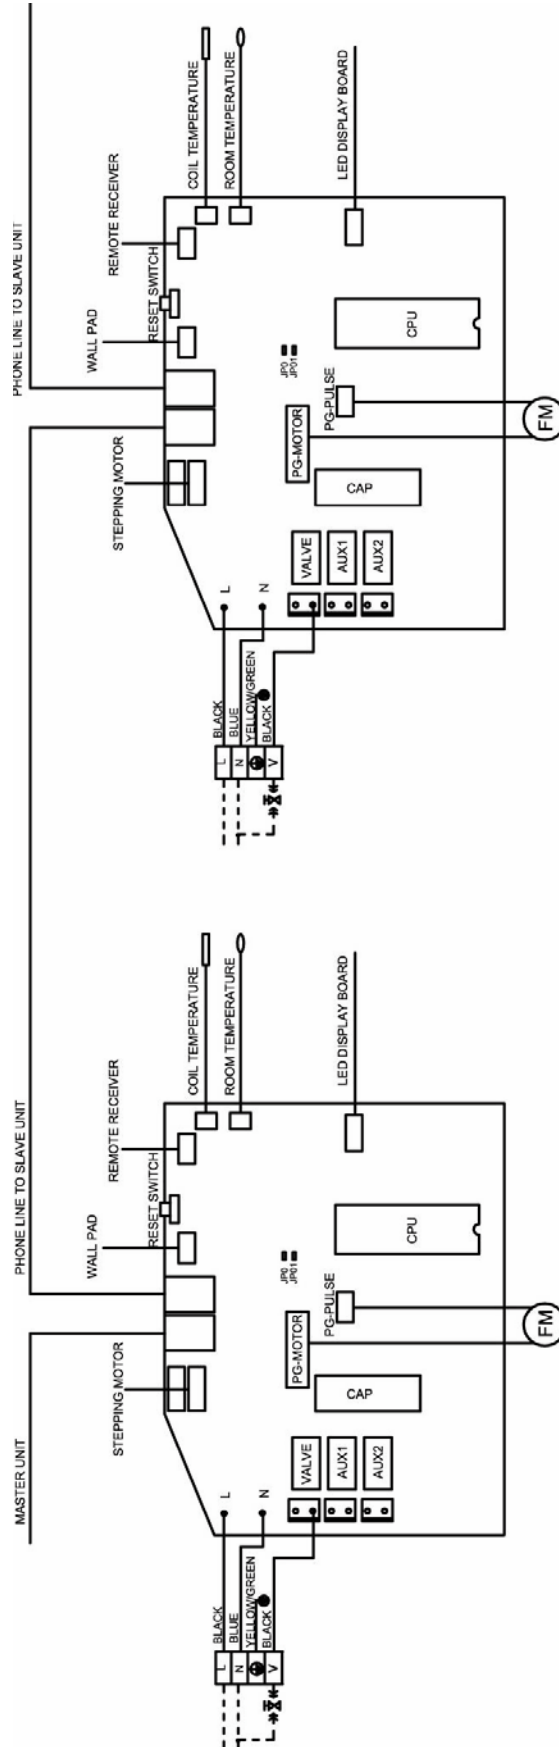 MASTER UNIT
PHONE LINE TO SLAVE UNIT
WALL PAD
REMOTE RECEIVER
STEPPING MOTOR
RESET SWITCH
COIL TEMPERATURE
ROOM TEMPERATURE
BLACK
L
L
BLUE
N
N
YELLOW/GREEN
BLACK
V
JP0
JP01
VALVE
AUX1
AUX2
PG-MOTOR
PG-PULSE
CAP
CPU
LED DISPLAY BOARD
FM
PHONE LINE TO SLAVE UNIT
WALL PAD
REMOTE RECEIVER
STEPPING MOTOR
RESET SWITCH
COIL TEMPERATURE
ROOM TEMPERATURE
BLACK
L
L
BLUE
N
N
YELLOW/GREEN
BLACK
V
JP0
JP01
VALVE
AUX1
AUX2
PG-MOTOR
PG-PULSE
CAP
CPU
LED DISPLAY BOARD
FM